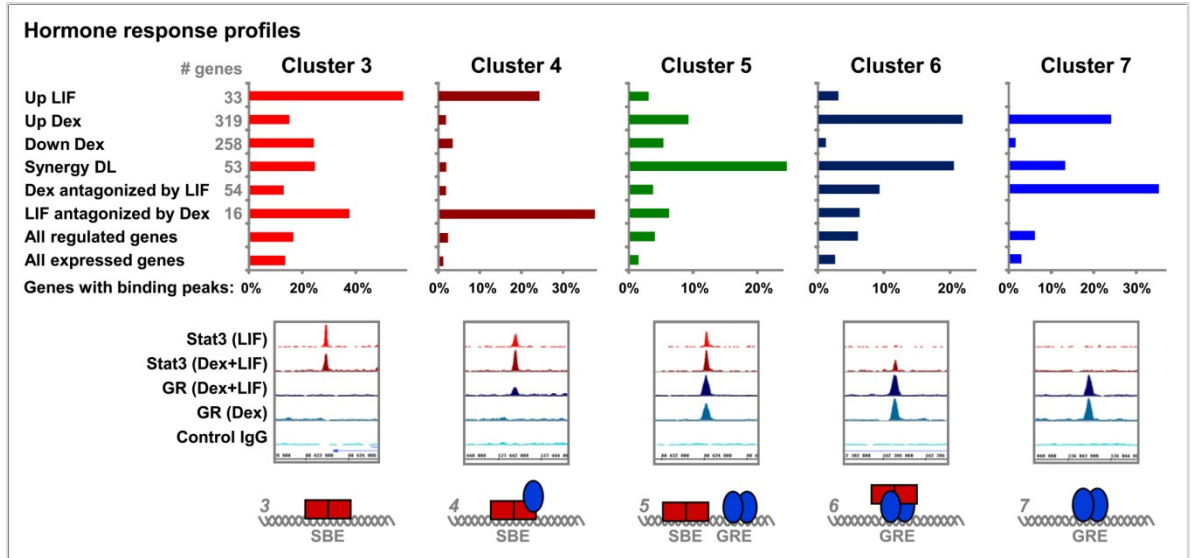 Hormone response profiles
# genes Cluster 3 Cluster 4 Cluster 5 Cluster 6 Cluster 7
Up LIF 33
Up Dex 319
Down Dex 258
Synergy DL 53
Dex antagonized by LIF 54
LIF antagonized by Dex 16
All regulated genes
All expressed genes
Genes with binding peaks: 0% 20% 40% 0% 10% 20% 30% 0% 10% 20% 0% 10% 20% 0% 10% 20% 30%
Stat3 (LIF)
Stat3 (Dex+LIF)
GR (Dex+LIF)
GR (Dex)
Control IgG
3 4 5 6 7
SBE SBE SBE GRE GRE GRE